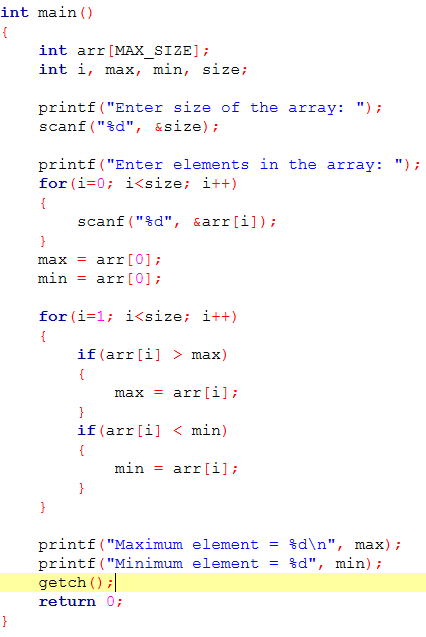 int main()
{
    int arr[MAX_SIZE];
    int i, max, min, size;

    printf("Enter size of the array: ");
    scanf("%d", &size);

    printf("Enter elements in the array: ");
    for(i=0; i<size; i++)
    {
        scanf("%d", &arr[i]);
    }
    max = arr[0];
    min = arr[0];

    for(i=1; i<size; i++)
    {
        if(arr[i] > max)
        {
            max = arr[i];
        }
        if(arr[i] < min)
        {
            min = arr[i];
        }
    }

    printf("Maximum element = %d\n", max);
    printf("Minimum element = %d", min);
    getch();
    return 0;
}